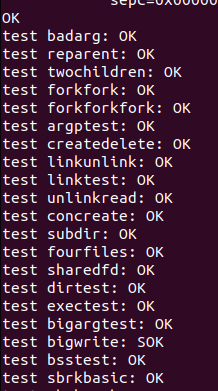 sepc=0x00000
OK
test badarg: OK
test reparent: OK
test twochildren: OK
test forkfork: OK
test forkforkfork: OK
test argptest: OK
test createdelete: OK
test linkunlink: OK
test linktest: OK
test unlinkread: OK
test concreate: OK
test subdir: OK
test fourfiles: OK
test sharedfd: OK
test dirtest: OK
test exectest: OK
test bigargtest: OK
test bigwrite: SOK
test bsstest: OK
test sbrkbasic: OK